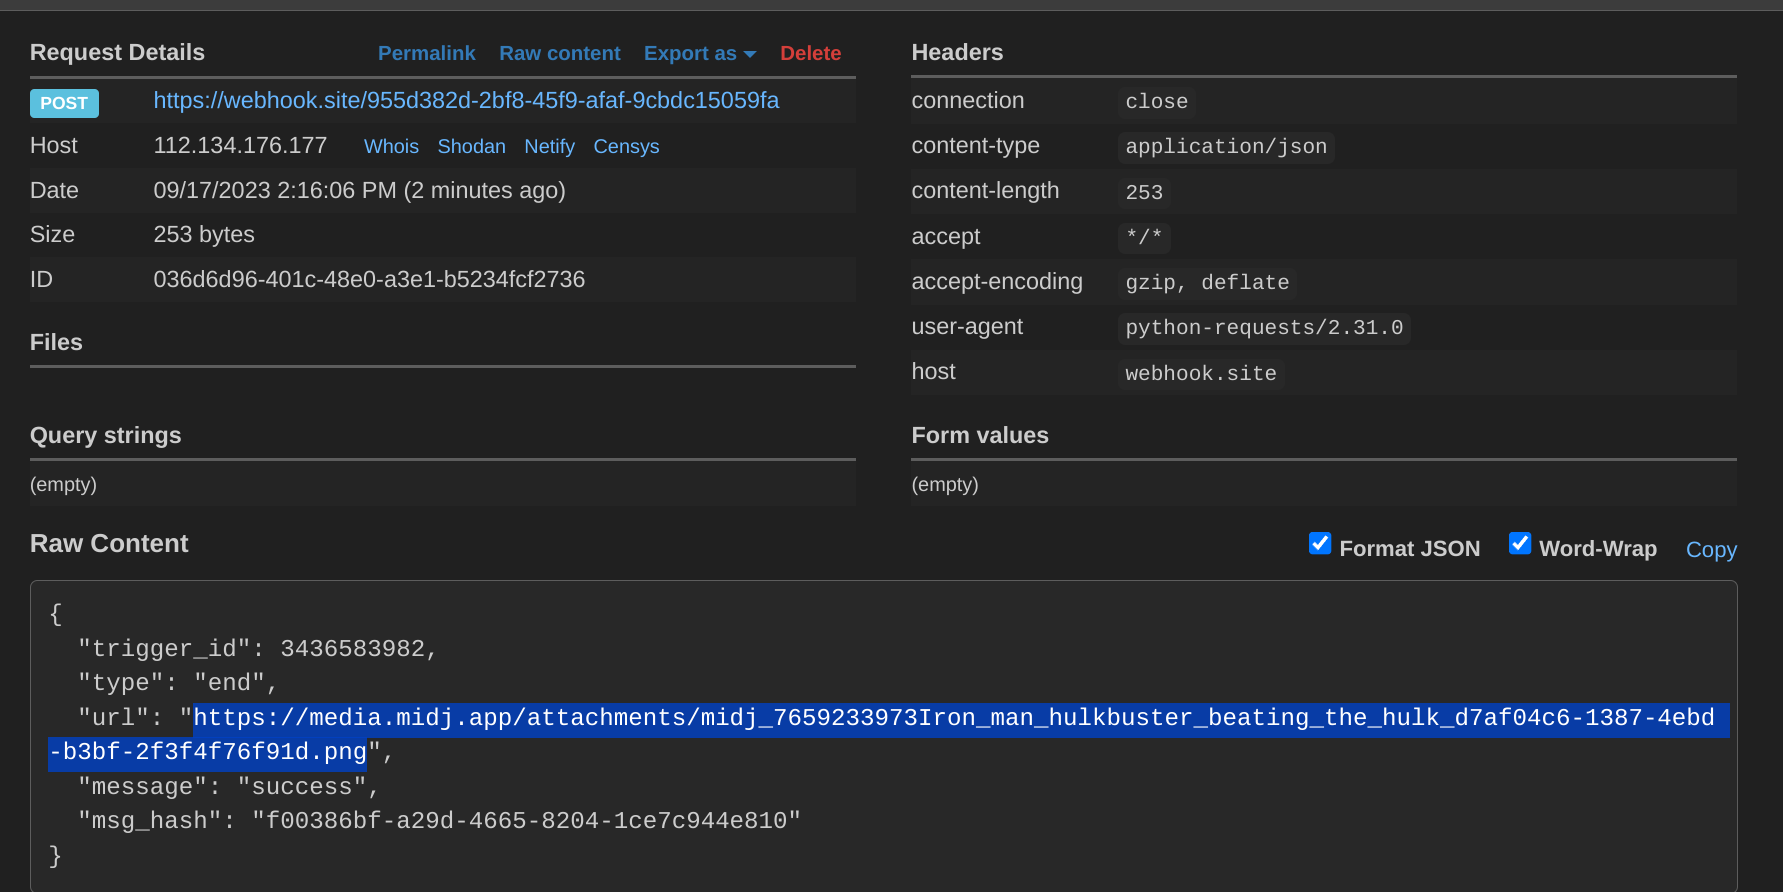 Request Details Permalink Raw content Export as Delete
POST https://webhook.site/955d382d-2bf8-45f9-afaf-9cbdc15059fa
Host 112.134.176.177 Whois Shodan Netify Censys
Date 09/17/2023 2:16:06 PM (2 minutes ago)
Size 253 bytes
ID 036d6d96-401c-48e0-a3e1-b5234fcf2736
Files
Query strings
(empty)
Headers
connection close
content-type application/json
content-length 253
accept */*
accept-encoding gzip, deflate
user-agent python-requests/2.31.0
host webhook.site
Form values
(empty)
Raw Content Format JSON Word-Wrap Copy
{
"trigger_id": 3436583982,
"type": "end",
"url": "https://media.midj.app/attachments/midj_7659233973Iron_man_hulkbuster_beating_the_hulk_d7af04c6-1387-4ebd
-b3bf-2f3f4f76f91d.png",
"message": "success",
"msg_hash": "f00386bf-a29d-4665-8204-1ce7c944e810"
}